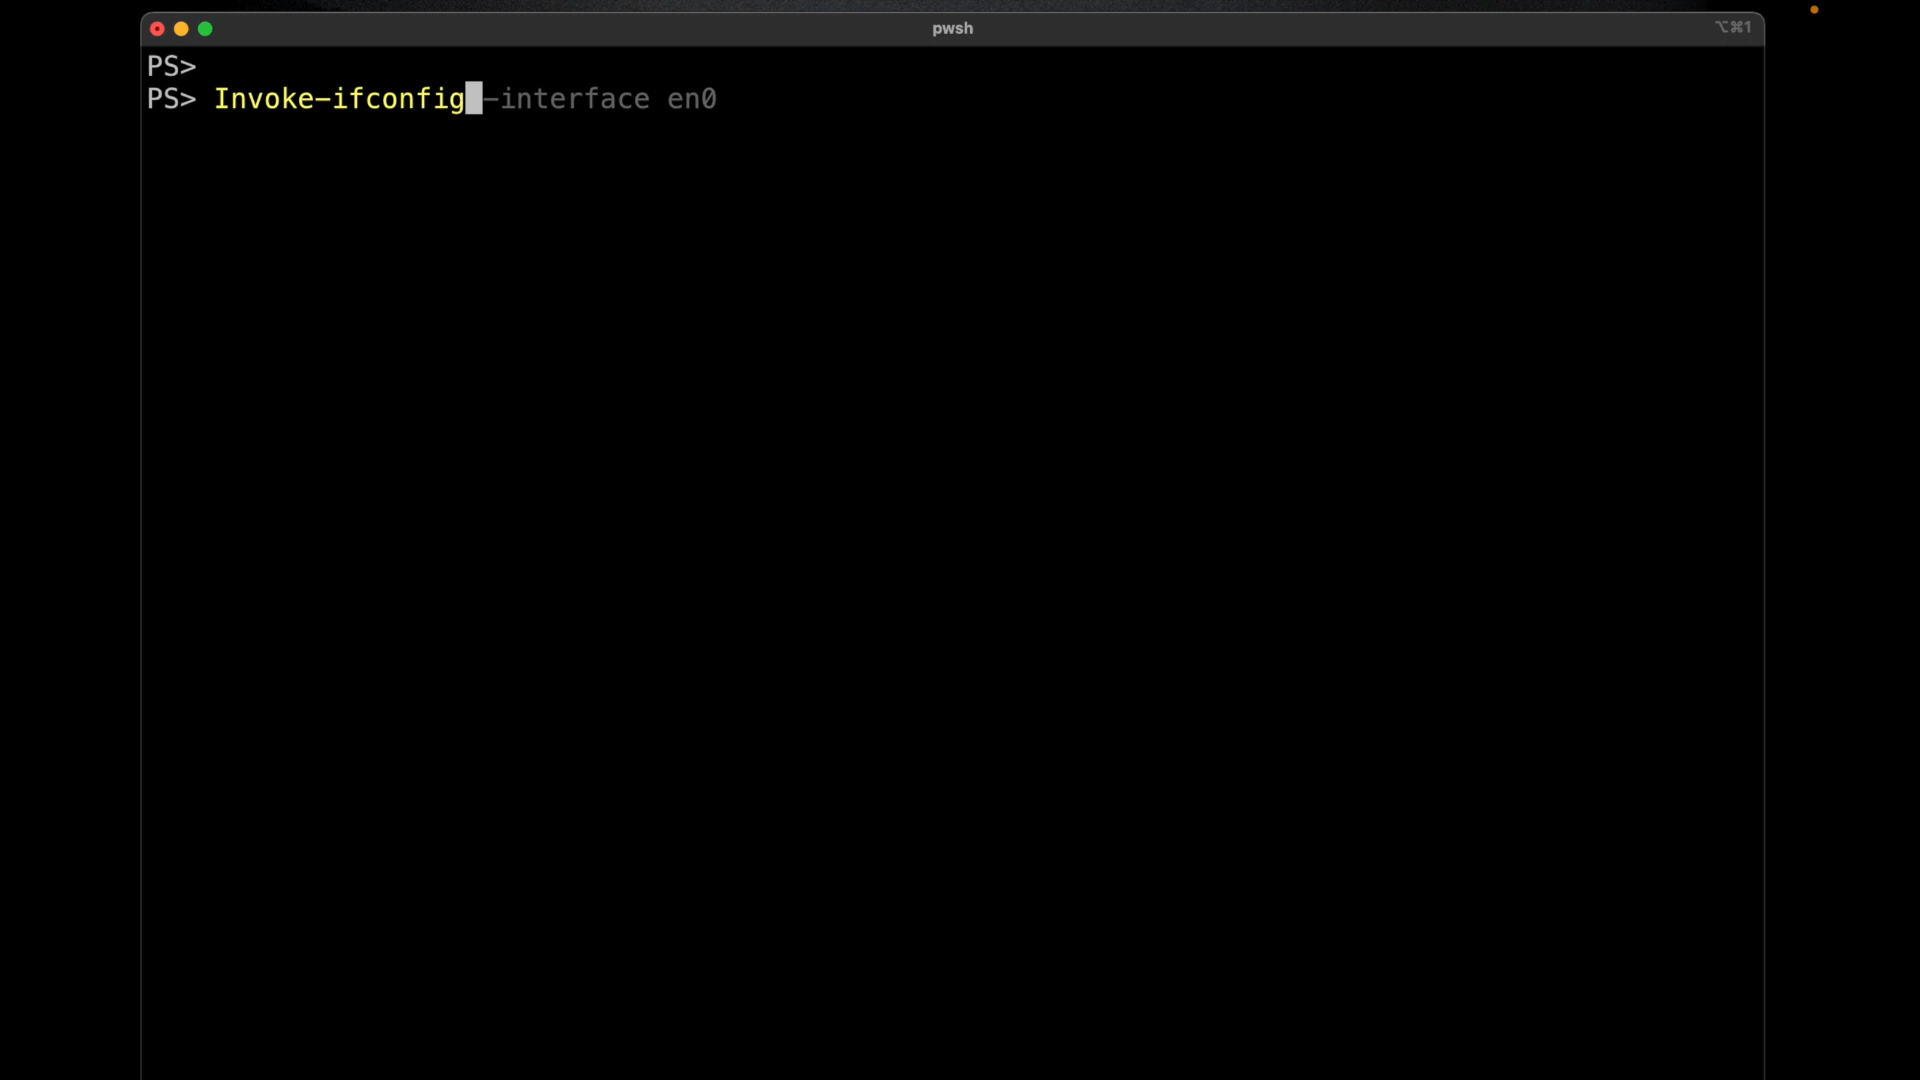 pwsh
⌥⌘1
PS>
PS> Invoke-ifconfig -interface en0